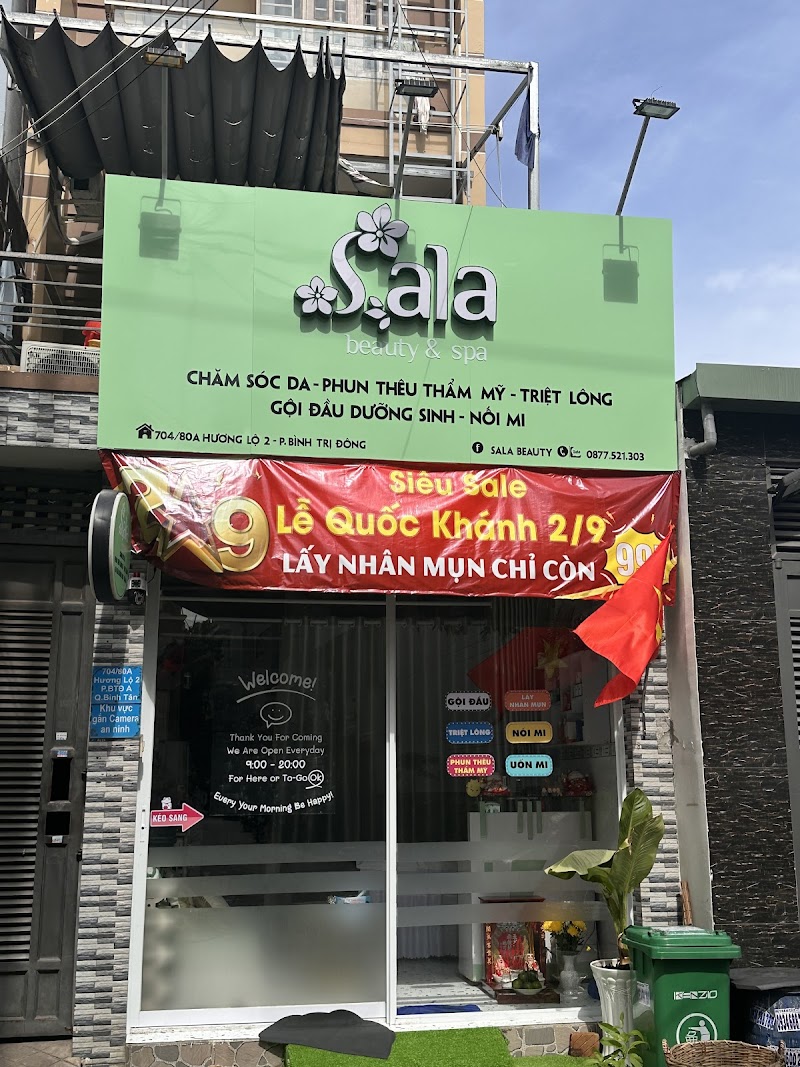 Sala
beauty & spa
CHĂM SÓC DA - PHUN THÊU THẨM MỸ - TRIỆT LÔNG
GỘI ĐẦU DƯỠNG SINH - NỐI MI
704/80A HƯƠNG LỘ 2 - P.BÌNH TRỊ ĐÔNG
SALA BEAUTY 0877.521.303
Siêu Sale
Lễ Quốc Khánh 2/9
LẤY NHÂN MỤN CHỈ CÒN
704/80A
Hương Lộ 2
P.BTĐ A
Q.Bình Tân
Khu vực
gắn Camera
an ninh
Welcome!
Thank You For Coming
We Are Open Everyday
9:00 - 20:00
For Here or To-Go Ok
Every Your Morning Be Happy!
KÉO SANG
GỘI ĐẦU
LẤY
NHÂN MỤN
TRIỆT LÔNG
NỐI MI
PHUN THÊU
THẨM MỸ
UỐN MI
KENZIO